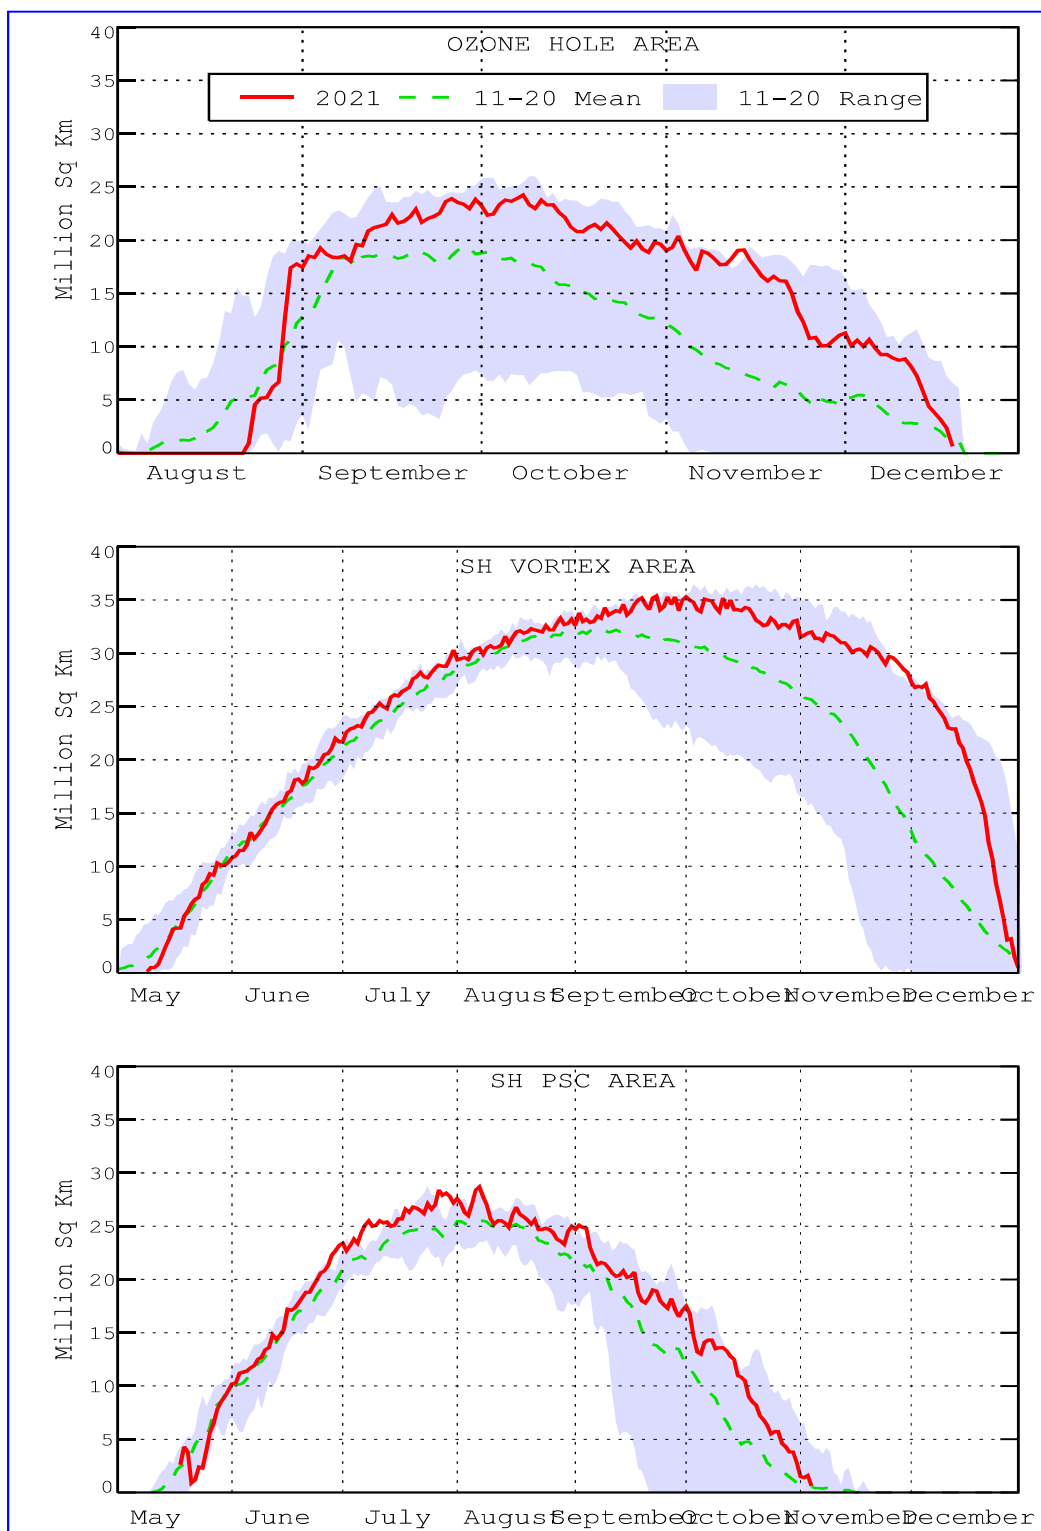 OZONE HOLE AREA
2021 11-20 Mean 11-20 Range
Million Sq Km
40
35
30
25
20
15
10
5
0
August September October November December
SH VORTEX AREA
Million Sq Km
40
35
30
25
20
15
10
5
0
May June July August September October November December
SH PSC AREA
Million Sq Km
40
35
30
25
20
15
10
5
0
May June July August September October November December